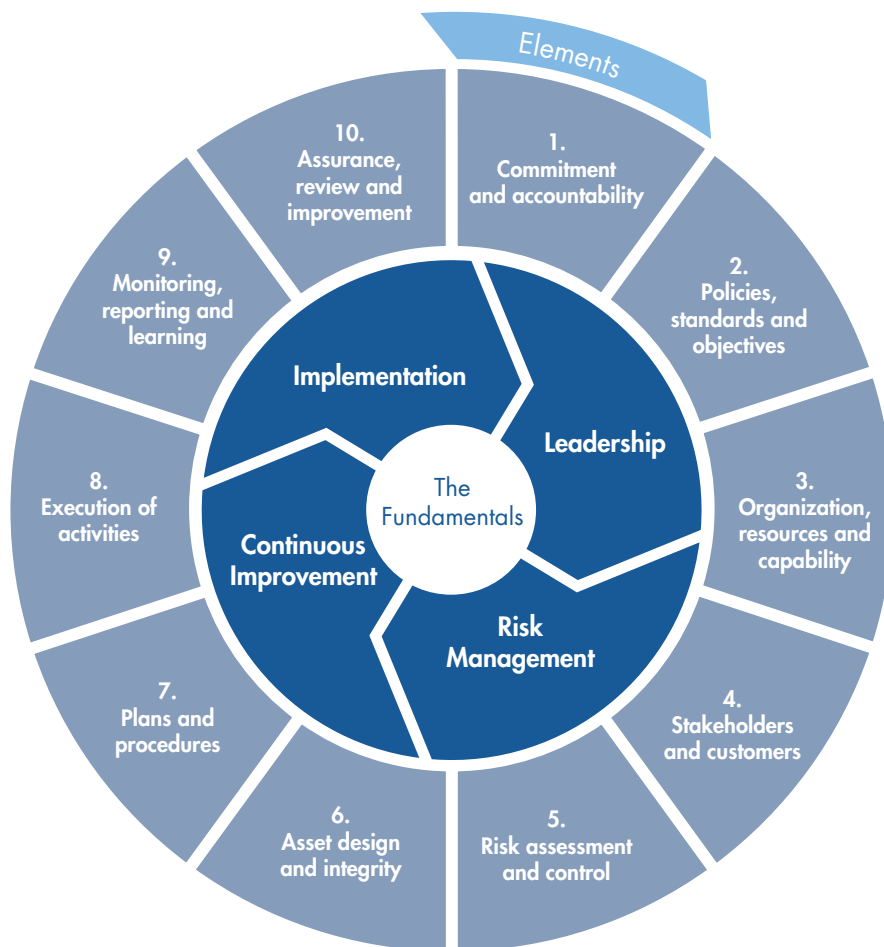 Elements
1.
Commitment
and accountability
2.
Policies,
standards and
objectives
3.
Organization,
resources and
capability
4.
Stakeholders
and customers
5.
Risk assessment
and control
6.
Asset design
and integrity
7.
Plans and
procedures
8.
Execution of
activities
9.
Monitoring,
reporting and
learning
10.
Assurance,
review and
improvement
The
Fundamentals
Leadership
Risk
Management
Continuous
Improvement
Implementation